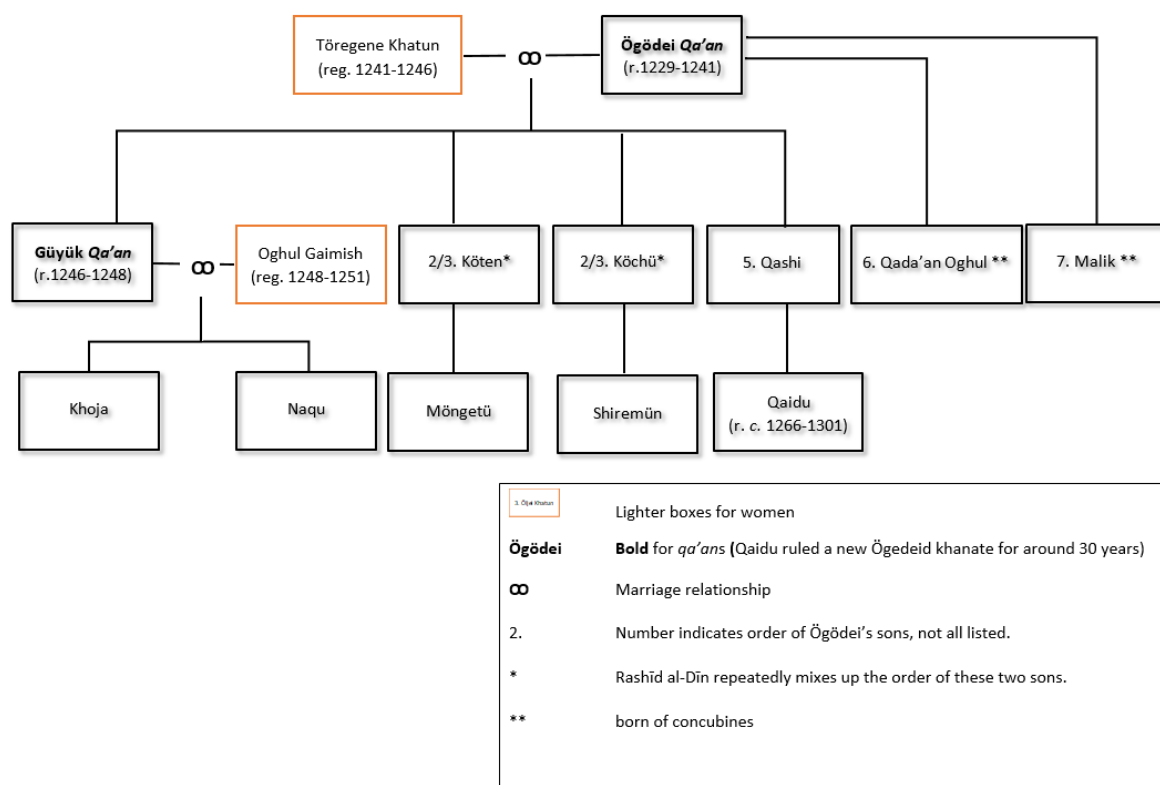 Töregene Khatun
(reg. 1241-1246)
ꝏ
Ögödei Qa’an
(r.1229-1241)
Güyük Qa’an
(r.1246-1248)
ꝏ
Oghul Gaimish
(reg. 1248-1251)
2/3. Köten*
2/3. Köchü*
5. Qashi
6. Qada’an Oghul **
7. Malik **
Khoja
Naqu
Möngetü
Shiremün
Qaidu
(r. c. 1266-1301)
Lighter boxes for women
Ögödei Bold for qa’ans (Qaidu ruled a new Ögedeid khanate for around 30 years)
ꝏ Marriage relationship
2. Number indicates order of Ögödei’s sons, not all listed.
* Rashīd al-Dīn repeatedly mixes up the order of these two sons.
** born of concubines